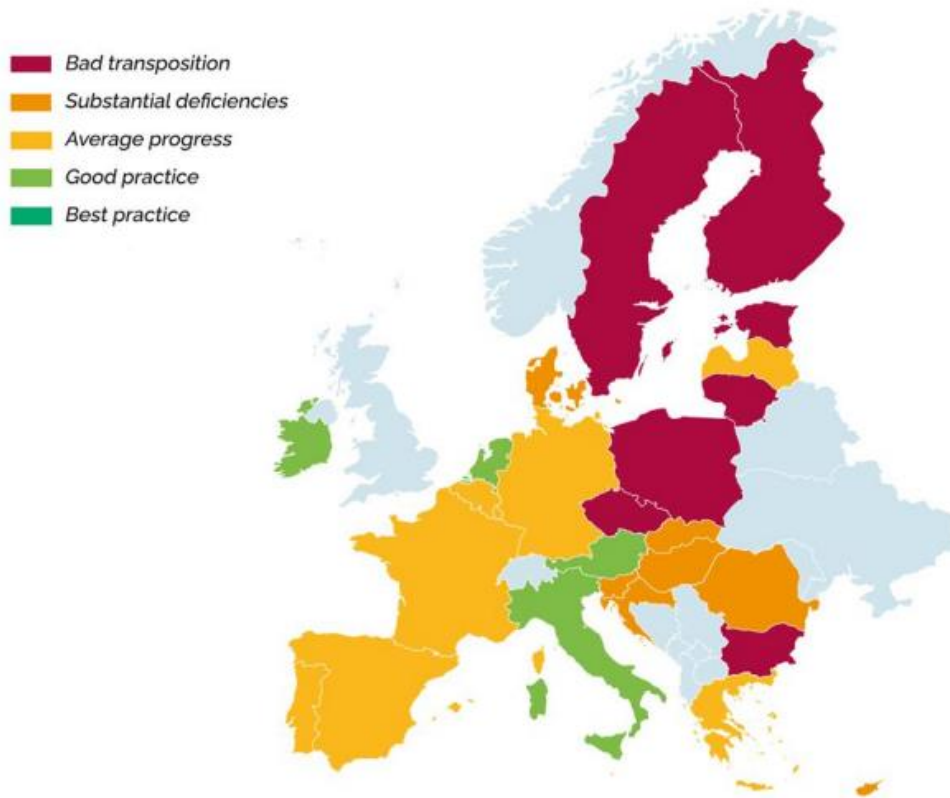 Bad transposition
Substantial deficiencies
Average progress
Good practice
Best practice